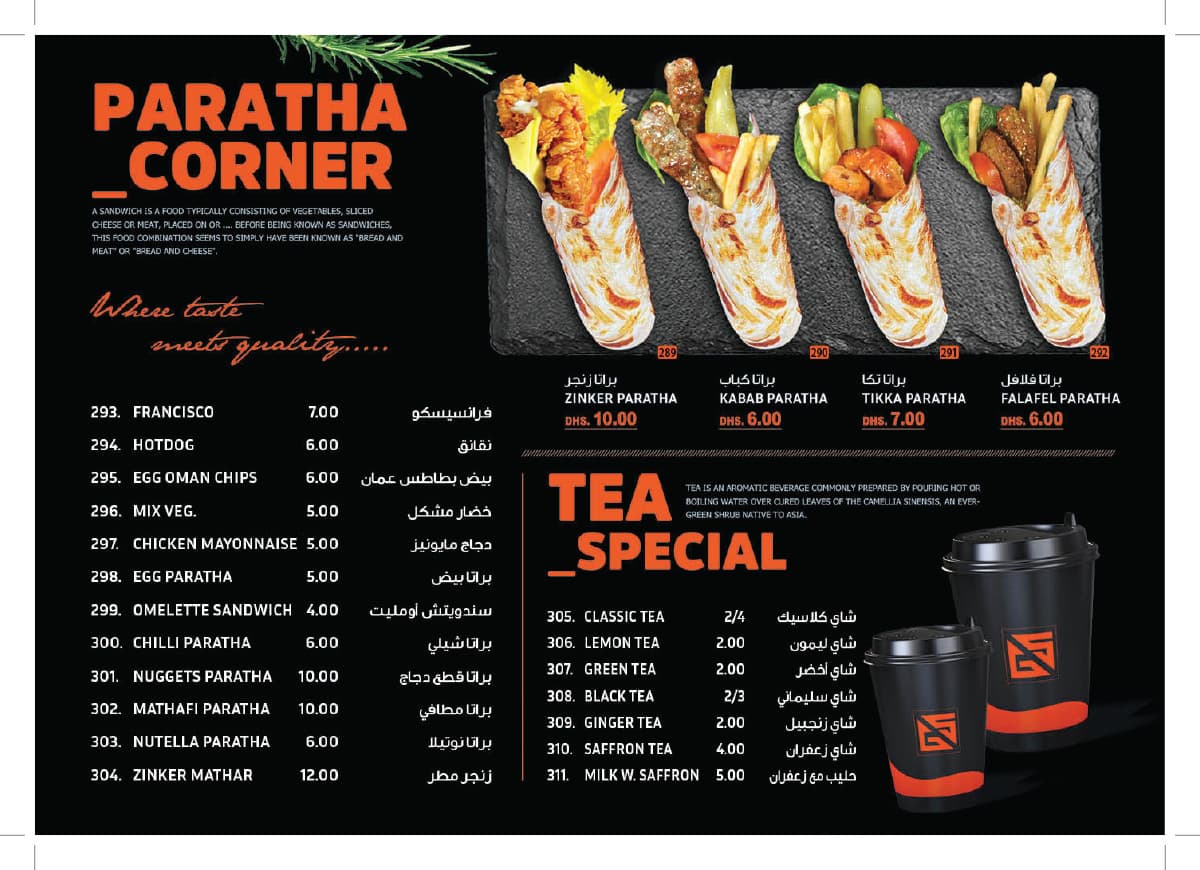 PARATHA
_CORNER
A SANDWICH IS A FOOD TYPICALLY CONSISTING OF VEGETABLES, SLICED
CHEESE OR MEAT, PLACED ON OR .... BEFORE BEING KNOWN AS SANDWICHES,
THIS FOOD COMBINATION SEEMS TO SIMPLY HAVE BEEN KNOWN AS "BREAD AND
MEAT" OR "BREAD AND CHEESE".
Where taste
meets quality.....
289
290
291
292
براتا زنجر
ZINKER PARATHA
DHS. 10.00
براتا كباب
KABAB PARATHA
DHS. 6.00
براتا تكا
TIKKA PARATHA
DHS. 7.00
براتا فلافل
FALAFEL PARATHA
DHS. 6.00
293. FRANCISCO 7.00 فرانسيسكو
294. HOTDOG 6.00 نقانق
295. EGG OMAN CHIPS 6.00 بيض بطاطس عمان
296. MIX VEG. 5.00 خضار مشكل
297. CHICKEN MAYONNAISE 5.00 دجاج مايونيز
298. EGG PARATHA 5.00 براتا بيض
299. OMELETTE SANDWICH 4.00 سندويتش أومليت
300. CHILLI PARATHA 6.00 براتا شيلي
301. NUGGETS PARATHA 10.00 براتا قطع دجاج
302. MATHAFI PARATHA 10.00 براتا مطافي
303. NUTELLA PARATHA 6.00 براتا نوتيلا
304. ZINKER MATHAR 12.00 زنجر مطر
TEA
_SPECIAL
TEA IS AN AROMATIC BEVERAGE COMMONLY PREPARED BY POURING HOT OR
BOILING WATER OVER CURED LEAVES OF THE CAMELLIA SINENSIS, AN EVER-
GREEN SHRUB NATIVE TO ASIA.
305. CLASSIC TEA 2/4 شاي كلاسيك
306. LEMON TEA 2.00 شاي ليمون
307. GREEN TEA 2.00 شاي أخضر
308. BLACK TEA 2/3 شاي سليماني
309. GINGER TEA 2.00 شاي زنجبيل
310. SAFFRON TEA 4.00 شاي زعفران
311. MILK W. SAFFRON 5.00 حليب مع زعفران